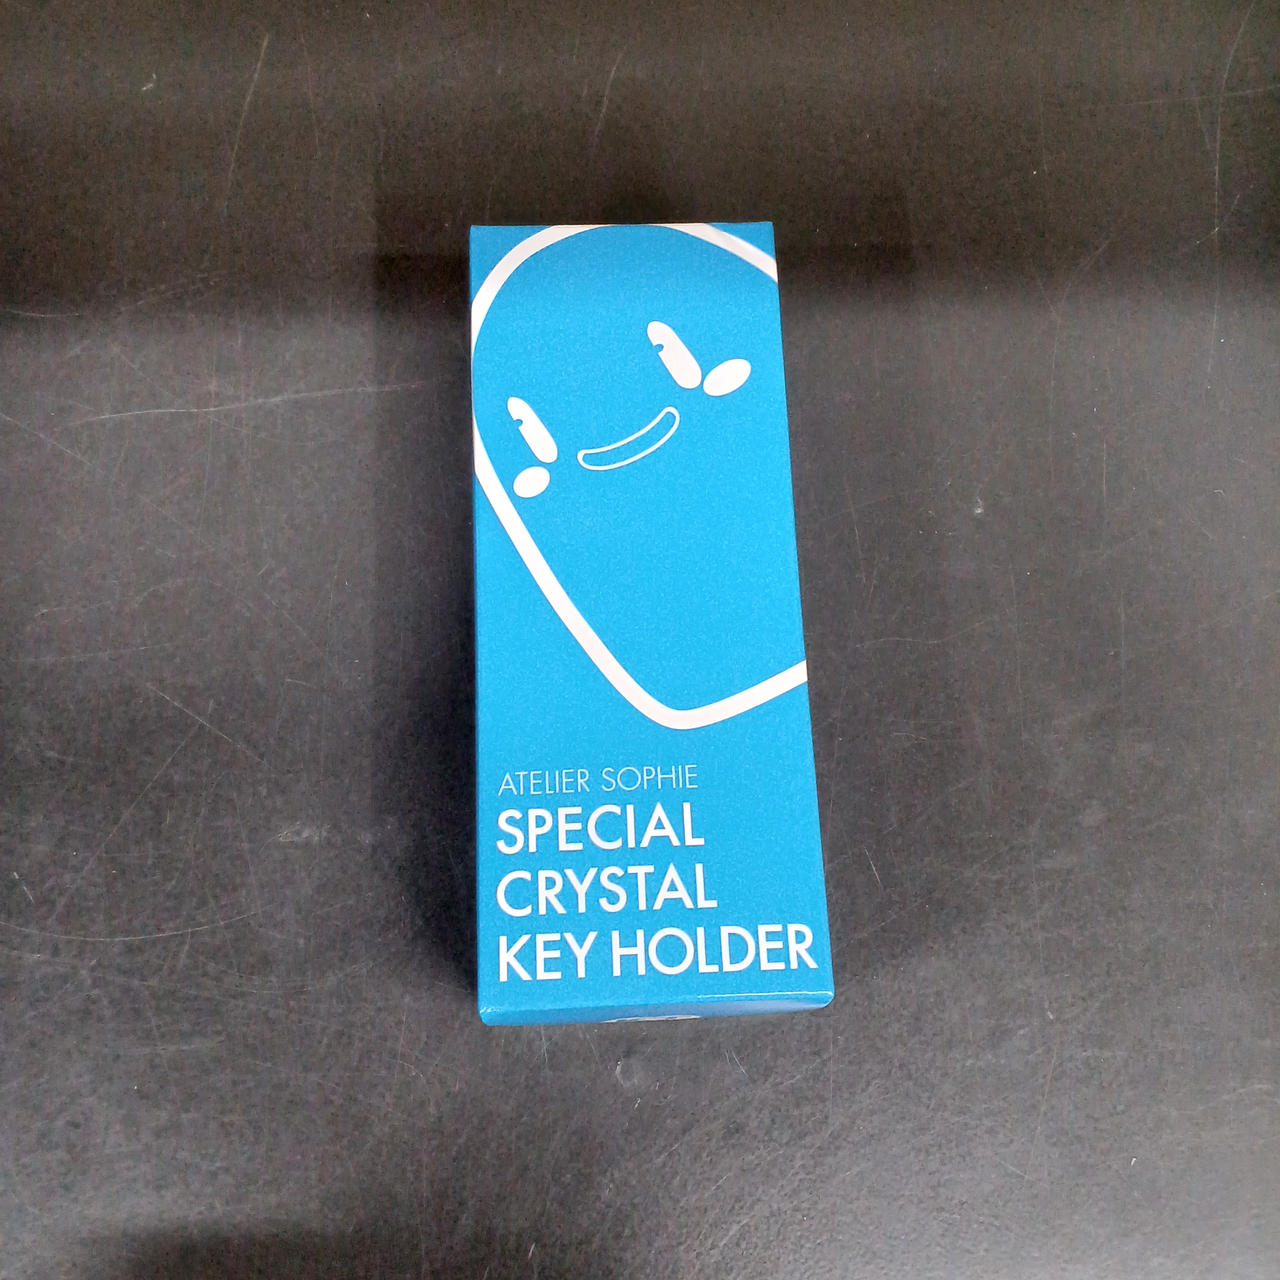 ATELIER SOPHIE
SPECIAL
CRYSTAL
KEY HOLDER